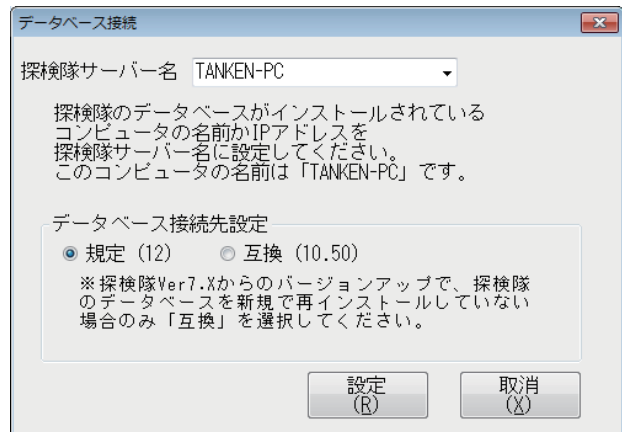 データベース接続
探検隊サーバー名 TANKEN-PC
探検隊のデータベースがインストールされている
コンピュータの名前かIPアドレスを
探検隊サーバー名に設定してください。
このコンピュータの名前は「TANKEN-PC」です。
データベース接続先設定
規定 (12) 互換 (10.50)
※探検隊Ver7.Xからのバージョンアップで、探検隊
のデータベースを新規で再インストールしていない
場合のみ「互換」を選択してください。
設定 取消
(R) (X)